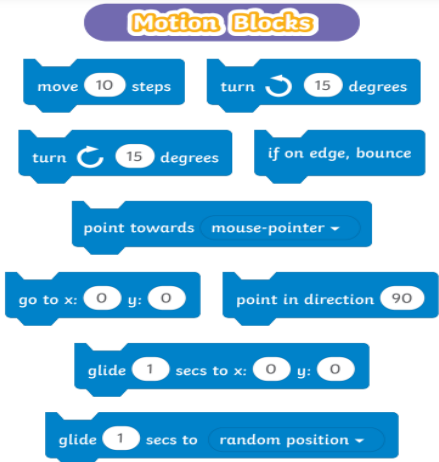 Motion Blocks
move 10 steps
turn 15 degrees
turn 15 degrees
if on edge, bounce
point towards mouse-pointer
go to x: 0 y: 0
point in direction 90
glide 1 secs to x: 0 y: 0
glide 1 secs to random position